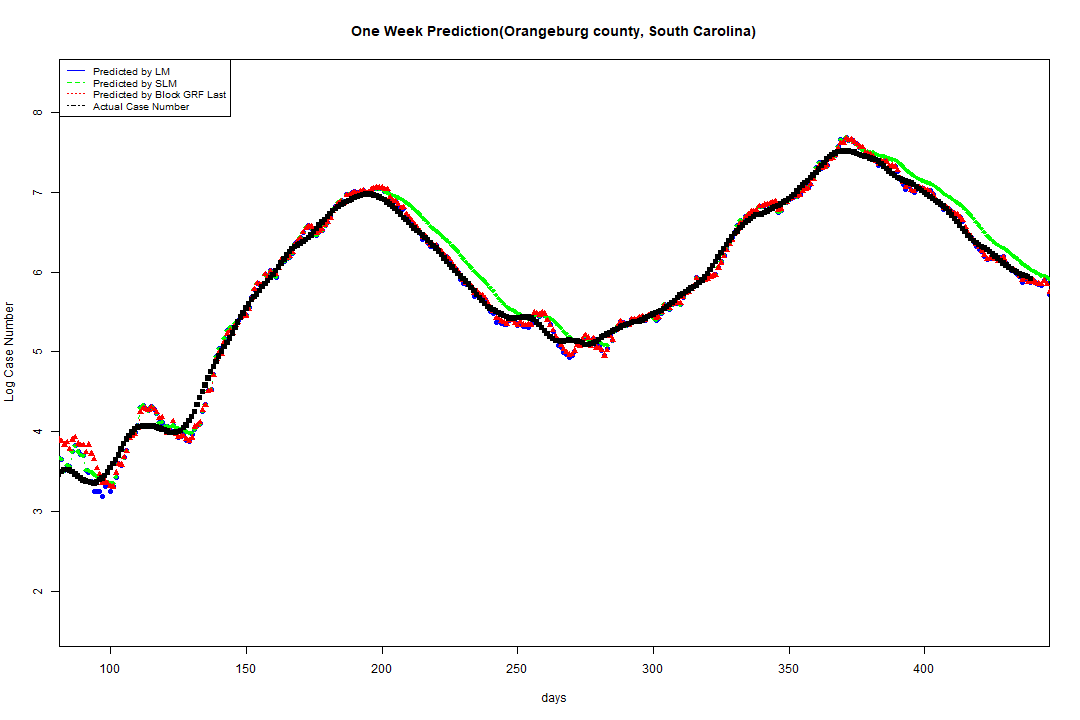 One Week Prediction(Orangeburg county, South Carolina)
Predicted by LM
Predicted by SLM
Predicted by Block GRF Last
Actual Case Number
8
7
6
5
4
3
2
Log Case Number
100 150 200 250 300 350 400
days